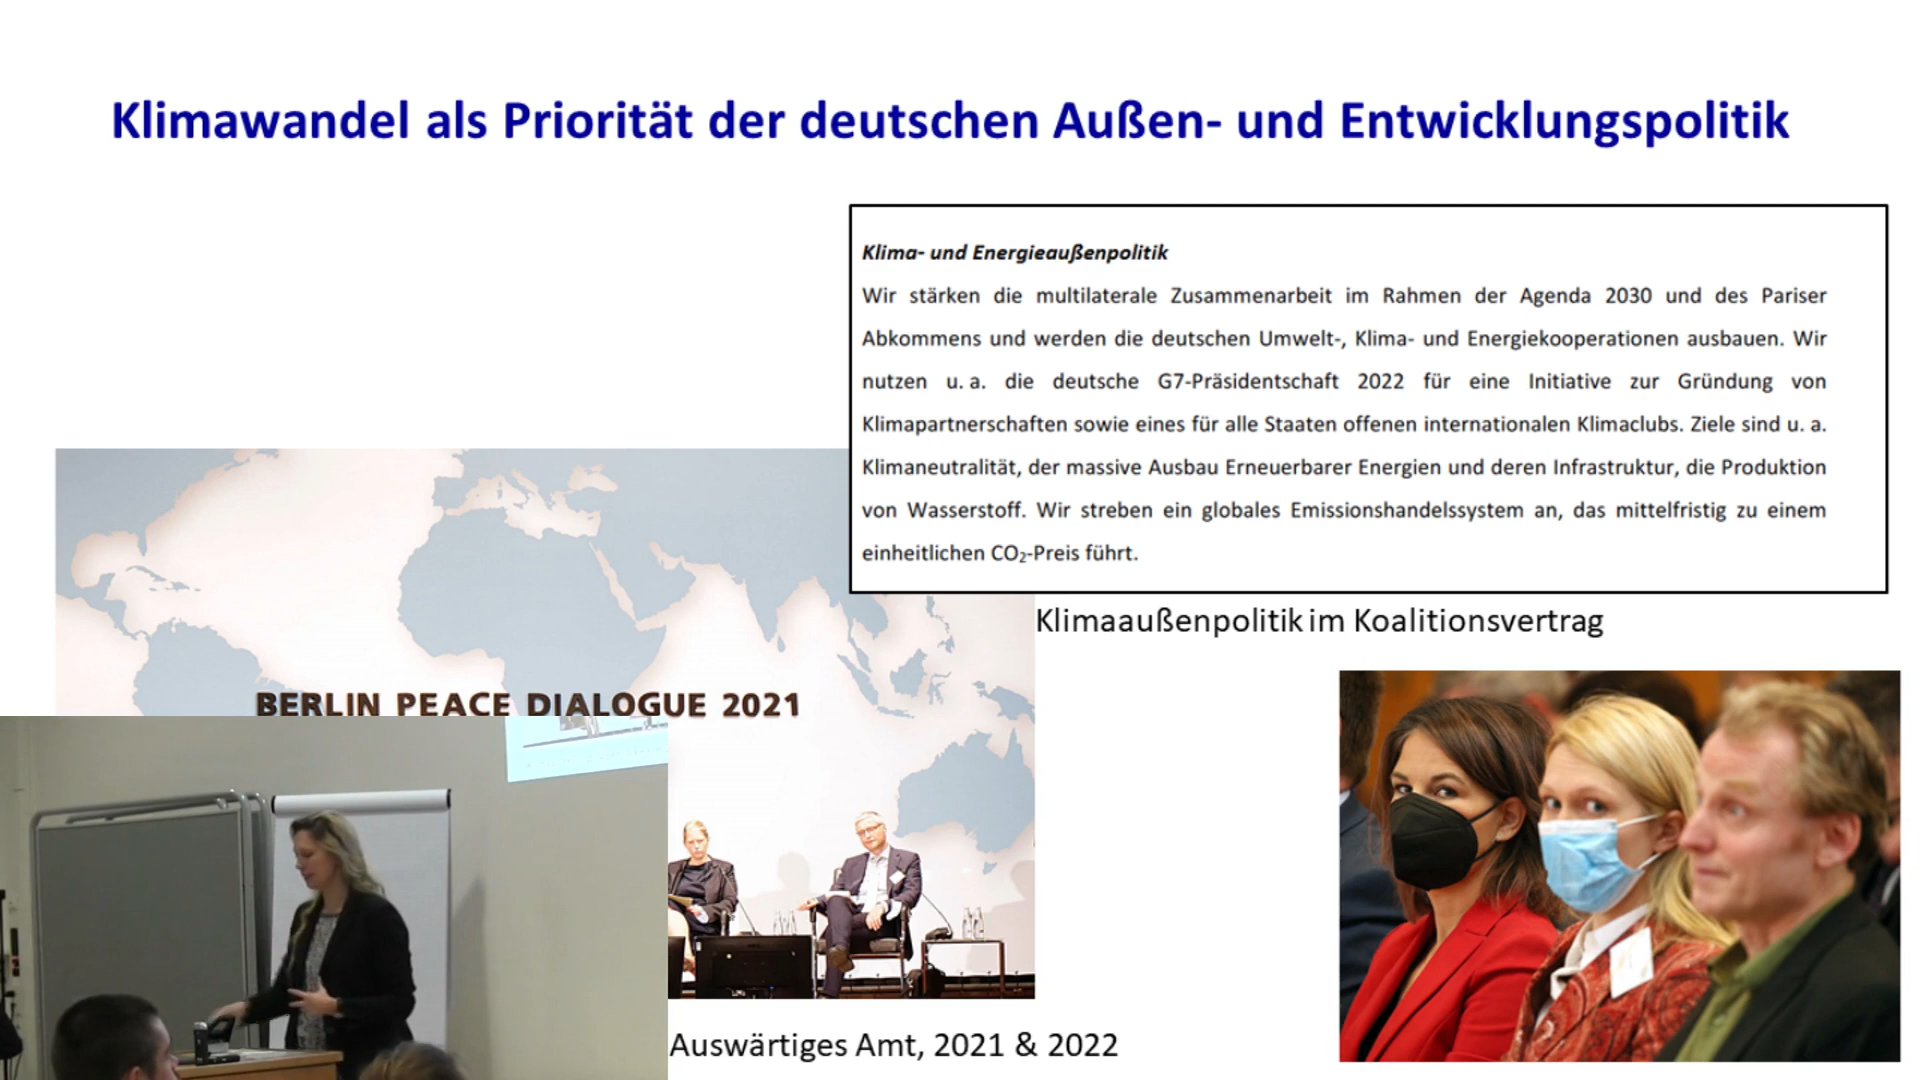 Klimawandel als Priorität der deutschen Außen- und Entwicklungspolitik
Klima- und Energieaußenpolitik
Wir stärken die multilaterale Zusammenarbeit im Rahmen der Agenda 2030 und des Pariser
Abkommens und werden die deutschen Umwelt-, Klima- und Energiekooperationen ausbauen. Wir
nutzen u. a. die deutsche G7-Präsidentschaft 2022 für eine Initiative zur Gründung von
Klimapartnerschaften sowie eines für alle Staaten offenen internationalen Klimaclubs. Ziele sind u. a.
Klimaneutralität, der massive Ausbau Erneuerbarer Energien und deren Infrastruktur, die Produktion
von Wasserstoff. Wir streben ein globales Emissionshandelssystem an, das mittelfristig zu einem
einheitlichen CO₂-Preis führt.
Klimaaußenpolitik im Koalitionsvertrag
BERLIN PEACE DIALOGUE 2021
Auswärtiges Amt, 2021 & 2022